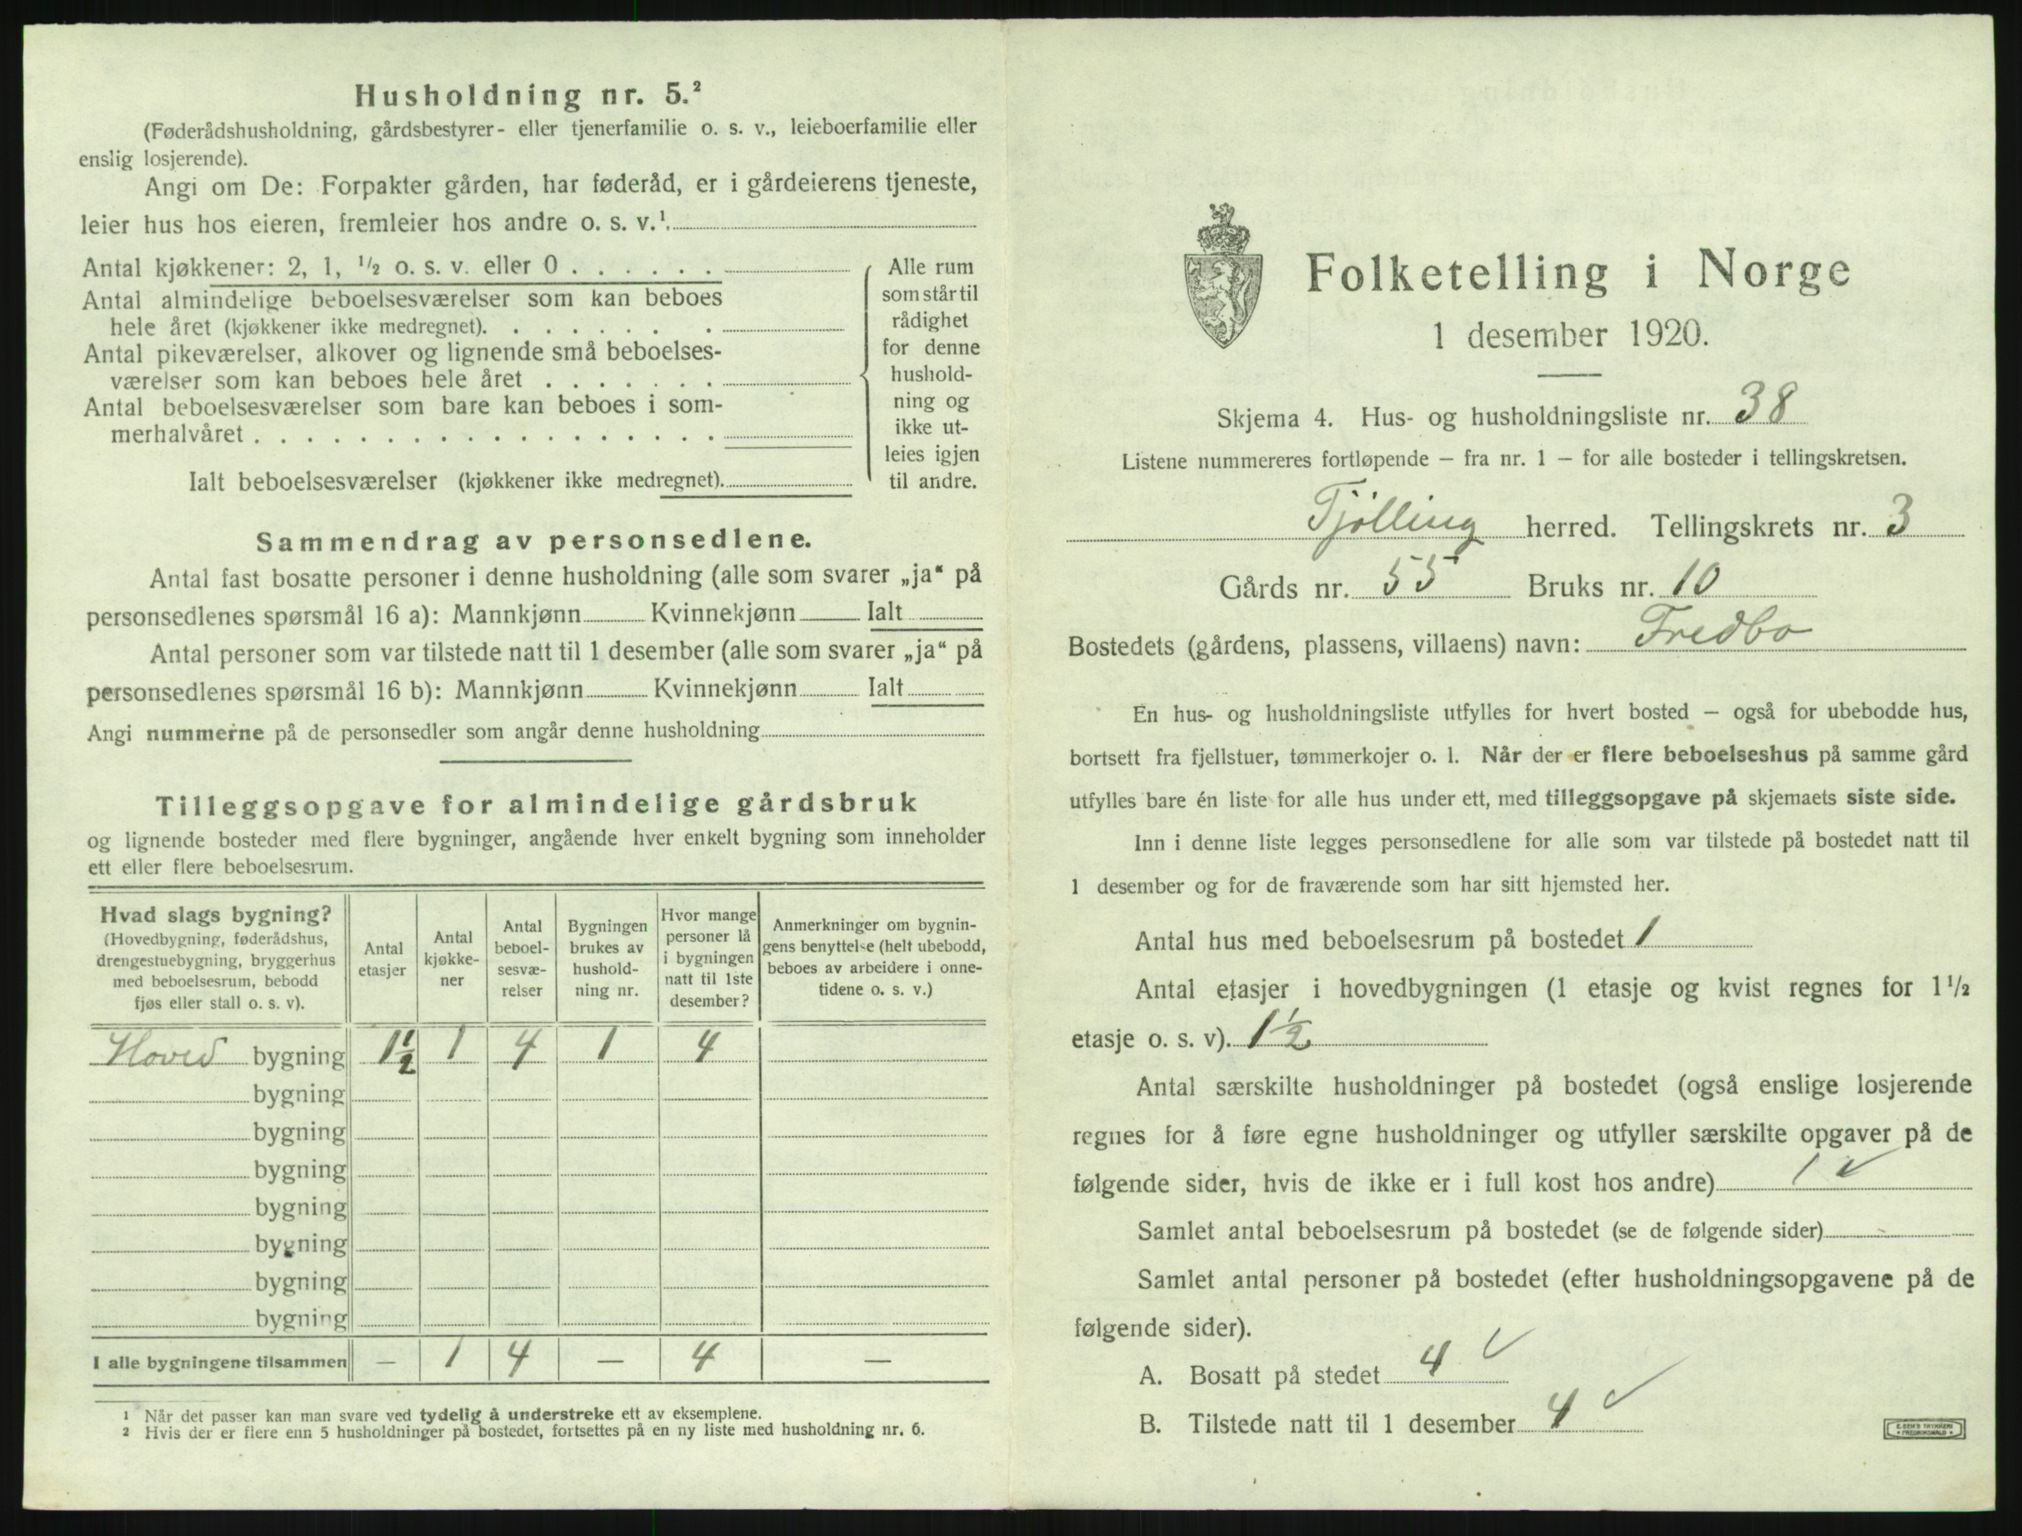 Husholdning nr. 5.²
(Føderådshusholdning, gårdsbestyrer- eller tjenerfamilie o. s. v., leieboerfamilie eller
enslig losjerende).
Angi om De: Forpakter gården, har føderåd, er i gårdeierens tjeneste,
leier hus hos eieren, fremleier hos andre o. s. v.¹.
Antal kjøkkener: 2, 1, ½ o. s. v. eller 0 . . . . . .
Antal almindelige beboelsesværelser som kan beboes
hele året (kjøkkener ikke medregnet). . . . . . . .
Antal pikeværelser, alkover og lignende små beboelses-
værelser som kan beboes hele året . . . . . . .
Antal beboelsesværelser som bare kan beboes i som-
merhalvåret . . . . . . . . . . . . . . . . . .
Alle rum
som står til
rådighet
for denne
hushold-
ning og
ikke ut-
leies igjen
til andre.
Ialt beboelsesværelser (kjøkkener ikke medregnet).
Sammendrag av personsedlene.
Antal fast bosatte personer i denne husholdning (alle som svarer „ja“ på
personsedlenes spørsmål 16 a): Mannkjønn Kvinnekjønn Ialt
Antal personer som var tilstede natt til 1 desember (alle som svarer „ja“ på
personsedlenes spørsmål 16 b): Mannkjønn Kvinnekjønn Ialt
Angi nummerne på de personsedler som angår denne husholdning
Tilleggsopgave for almindelige gårdsbruk
og lignende bosteder med flere bygninger, angående hver enkelt bygning som inneholder
ett eller flere beboelsesrum.
Hvad slags bygning?
(Hovedbygning, føderådshus,
drengestuebygning, bryggerhus
med beboelsesrum, bebodd
fjøs eller stall o. s. v).
Antal
etasjer
Antal
kjøkke-
ner
Antal
beboel-
sesvæ-
relser
Bygningen
brukes av
hushold-
ning nr.
Hvor mange
personer lå
i bygningen
natt til 1ste
desember?
Anmerkninger om bygnin-
gens benyttelse (helt ubebodd,
beboes av arbeidere i onne-
tidene o. s. v.)
Hoved bygning 1½ 1 4 1 4
bygning
bygning
bygning
bygning
bygning
bygning
bygning
I alle bygningene tilsammen — 1 4 — 4 —
¹ Når det passer kan man svare ved tydelig å understreke ett av eksemplene.
² Hvis der er flere enn 5 husholdninger på bostedet, fortsettes på en ny liste med husholdning nr. 6.
Folketelling i Norge
1 desember 1920.
Skjema 4. Hus- og husholdningsliste nr. 38
Listene nummereres fortløpende — fra nr. 1 — for alle bosteder i tellingskretsen.
Tjølling herred. Tellingskrets nr. 3
Gårds nr. 55 Bruks nr. 10
Bostedets (gårdens, plassens, villaens) navn: Fredbo
En hus- og husholdningsliste utfylles for hvert bosted — også for ubebodde hus,
bortsett fra fjellstuer, tømmerkojer o. l. Når der er flere beboelseshus på samme gård
utfylles bare én liste for alle hus under ett, med tilleggsopgave på skjemaets siste side.
Inn i denne liste legges personsedlene for alle som var tilstede på bostedet natt til
1 desember og for de fraværende som har sitt hjemsted her.
Antal hus med beboelsesrum på bostedet 1
Antal etasjer i hovedbygningen (1 etasje og kvist regnes for 1½
etasje o. s. v). 1½
Antal særskilte husholdninger på bostedet (også enslige losjerende
regnes for å føre egne husholdninger og utfyller særskilte opgaver på de
følgende sider, hvis de ikke er i full kost hos andre) 1 ✓
Samlet antal beboelsesrum på bostedet (se de følgende sider)
Samlet antal personer på bostedet (efter husholdningsopgavene på de
følgende sider).
A. Bosatt på stedet 4 ✓
B. Tilstede natt til 1 desember 4 ✓